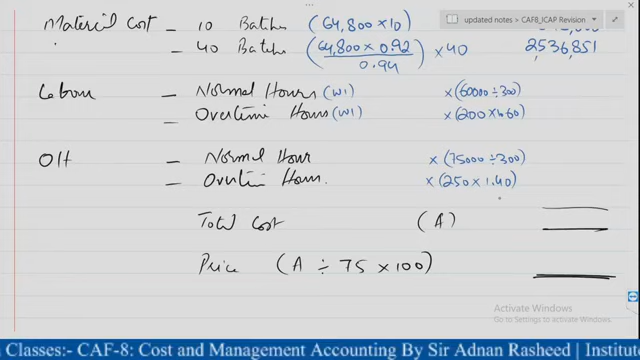 updated notes > CAF8_ICAP Revision
Material Cost – 10 Batches (64,800 × 10)
– 40 Batches (64,800 × 0.92 / 0.94) × 40 2,536,851
Labour – Normal Hours (W1) × (60000 ÷ 300)
– Overtime Hours (W1) × (200 × 1.60)
OH – Normal Hour × (75000 ÷ 300)
– Overtime Hours. × (250 × 1.40)
Total Cost (A)
Price (A ÷ 75 × 100)
Activate Windows
Go to Settings to activate Windows.
Classes:- CAF-8: Cost and Management Accounting By Sir Adnan Rasheed | Institut